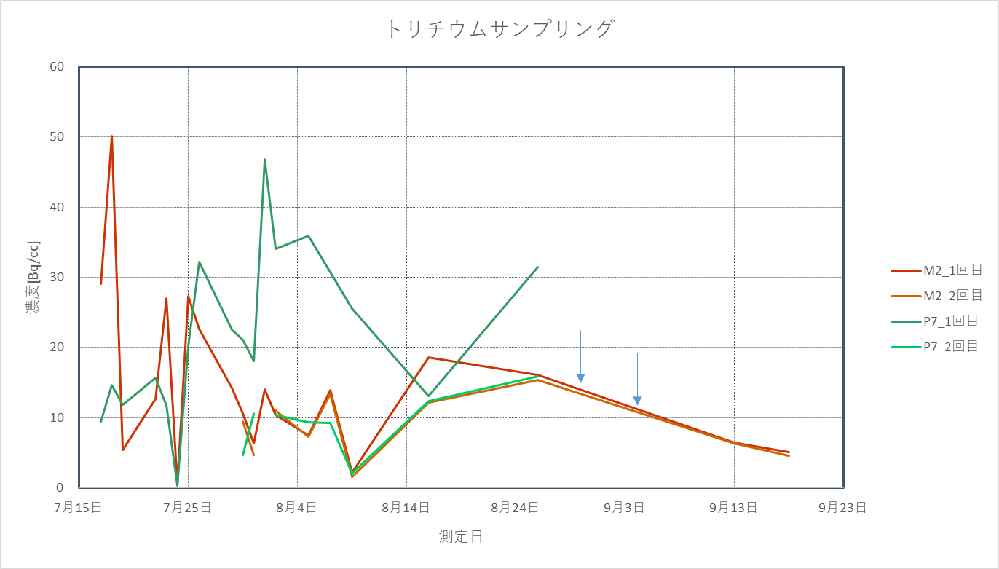 トリチウムサンプリング
60
50
40
30
20
10
0
濃度[Bq/cc]
7月15日
7月25日
8月4日
8月14日
8月24日
9月3日
9月13日
9月23日
測定日
M2_1回目
M2_2回目
P7_1回目
P7_2回目